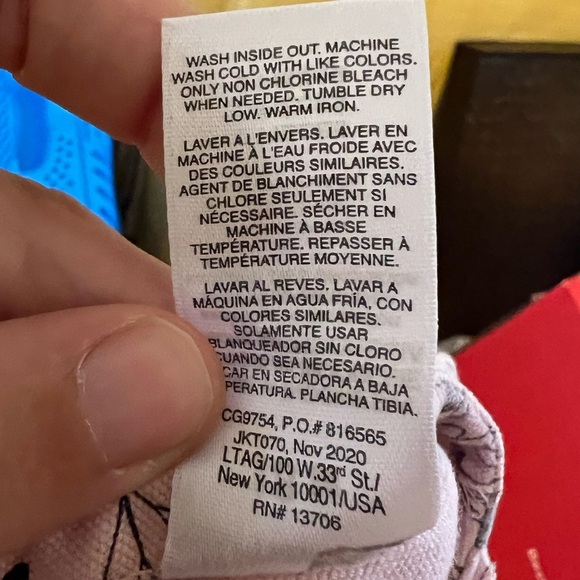 WASH INSIDE OUT. MACHINE
WASH COLD WITH LIKE COLORS.
ONLY NON CHLORINE BLEACH
WHEN NEEDED. TUMBLE DRY
LOW. WARM IRON.
LAVER A L'ENVERS. LAVER EN
MACHINE À L'EAU FROIDE AVEC
DES COULEURS SIMILAIRES.
AGENT DE BLANCHIMENT SANS
CHLORE SEULEMENT SI
NÉCESSAIRE. SÉCHER EN
MACHINE À BASSE
TEMPÉRATURE. REPASSER À
TEMPÉRATURE MOYENNE.
LAVAR AL REVES. LAVAR A
MÁQUINA EN AGUA FRÍA, CON
COLORES SIMILARES.
SOLAMENTE USAR
BLANQUEADOR SIN CLORO
CUANDO SEA NECESARIO.
CAR EN SECADORA A BAJA
PERATURA. PLANCHA TIBIA.
CG9754, P.O.# 816565
JKT070, Nov 2020
LTAG/100 W.33rd St./
New York 10001/USA
RN# 13706